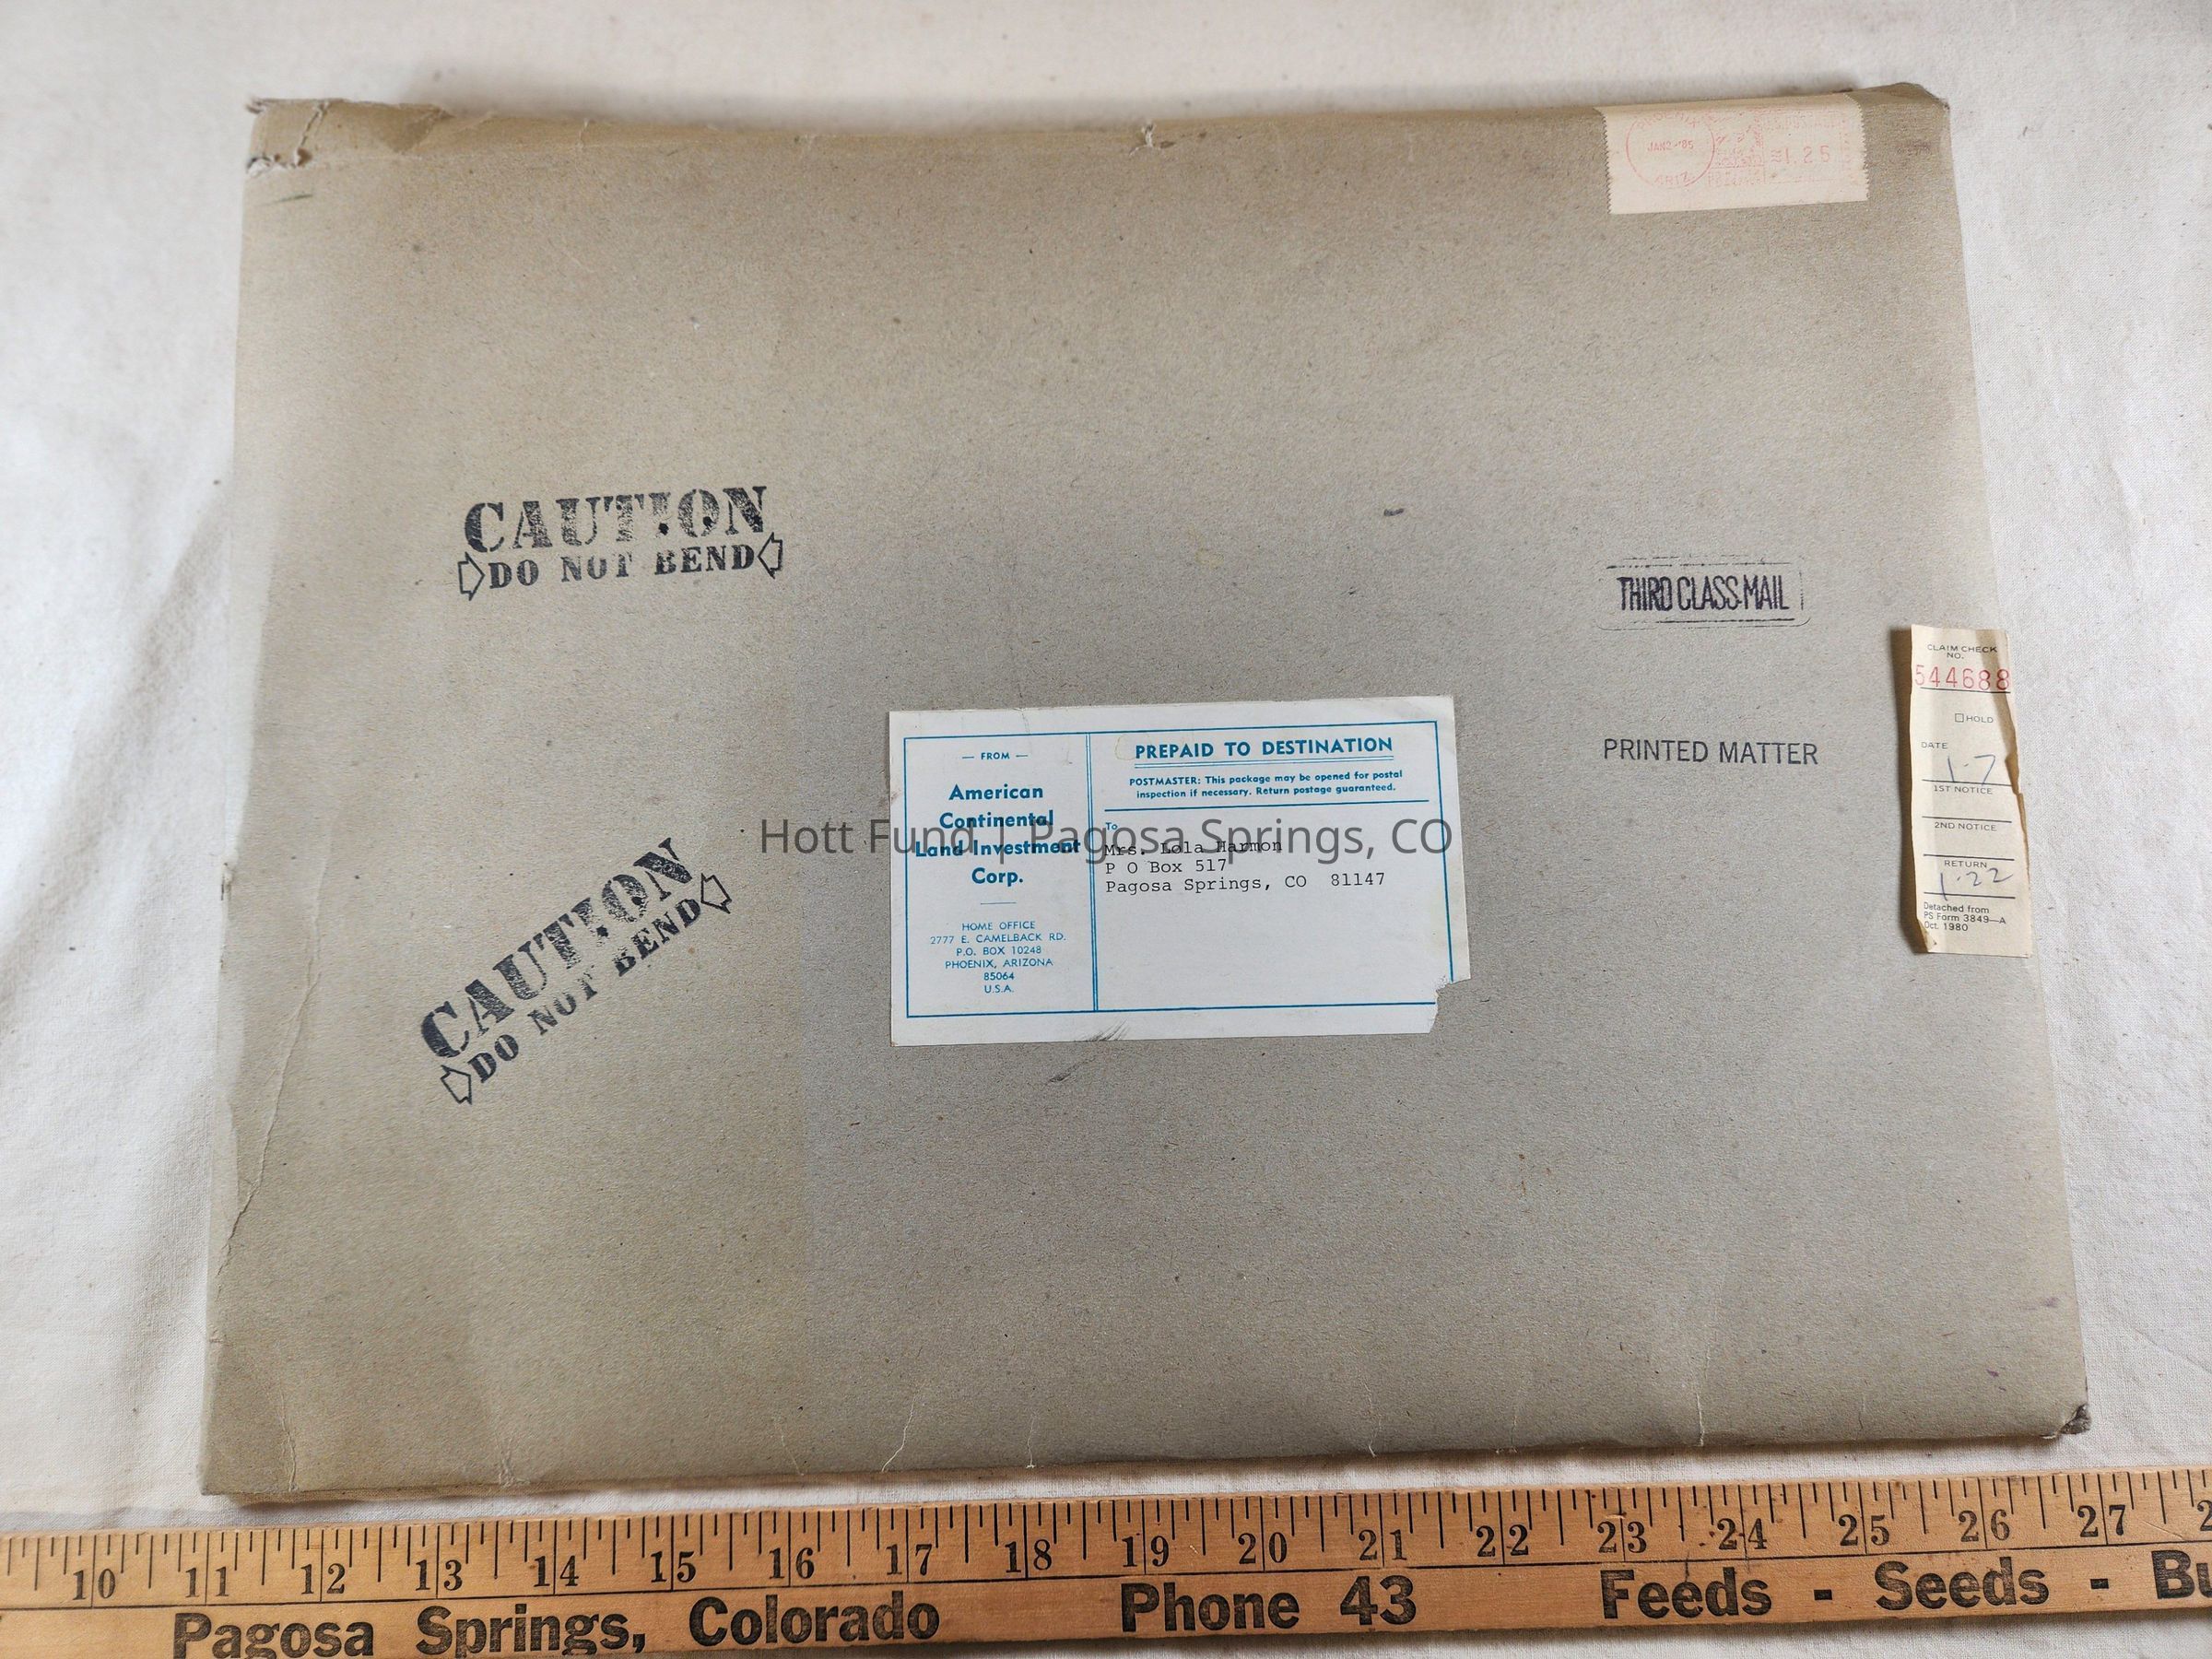 JAN 2-'85
ARIZ.
1.25
CAUTION
DO NOT BEND
THIRD CLASS MAIL
CLAIM CHECK
NO.
544688
HOLD
DATE
1-7
1ST NOTICE
2ND NOTICE
RETURN
1-22
Detached from
PS Form 3849—A
Oct. 1980
PRINTED MATTER
— FROM —
American
Continental
Land Investment
Corp.
HOME OFFICE
2777 E. CAMELBACK RD.
P.O. BOX 10248
PHOENIX, ARIZONA
85064
U.S.A.
PREPAID TO DESTINATION
POSTMASTER: This package may be opened for postal
inspection if necessary. Return postage guaranteed.
To
Mrs. Lola Harmon
P O Box 517
Pagosa Springs, CO 81147
Hott Fund | Pagosa Springs, CO
CAUTION
DO NOT BEND
10 11 12 13 14 15 16 17 18 19 20 21 22 23 24 25 26 27
Pagosa Springs, Colorado Phone 43 Feeds - Seeds -